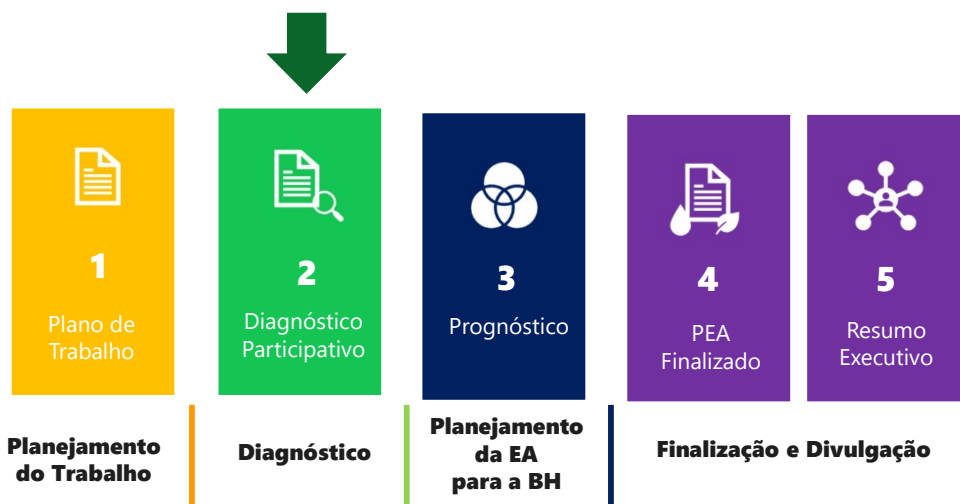 1
Plano de
Trabalho
2
Diagnóstico
Participativo
3
Prognóstico
4
PEA
Finalizado
5
Resumo
Executivo
Planejamento
do Trabalho
Diagnóstico
Planejamento
da EA
para a BH
Finalização e Divulgação